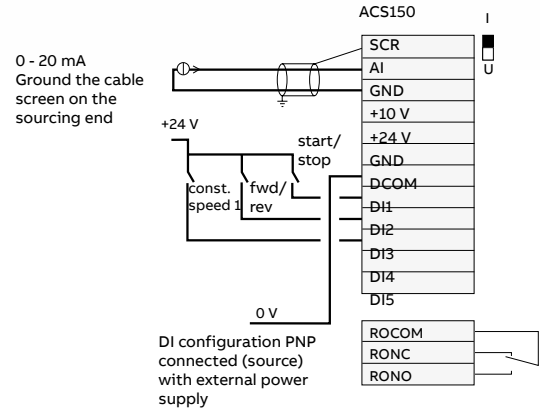 ACS150
I
SCR
0 - 20 mA
AI
Ground the cable
U
screen on the
GND
sourcing end
+10 V
+24 V
+24 V
start/
stop
GND
DCOM
const.
speed 1
fwd/
rev
DI1
DI2
DI3
DI4
DI5
0 V
DI configuration PNP
connected (source)
with external power
supply
ROCOM
RONC
RONO